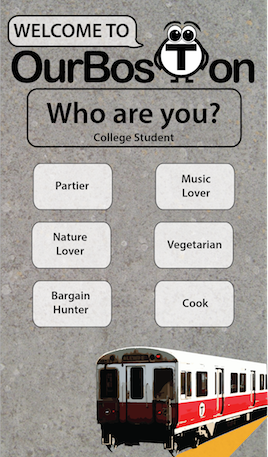 WELCOME TO
OurBosTon
Who are you?
College Student
Partier
Music
Lover
Nature
Lover
Vegetarian
Bargain
Hunter
Cook
T